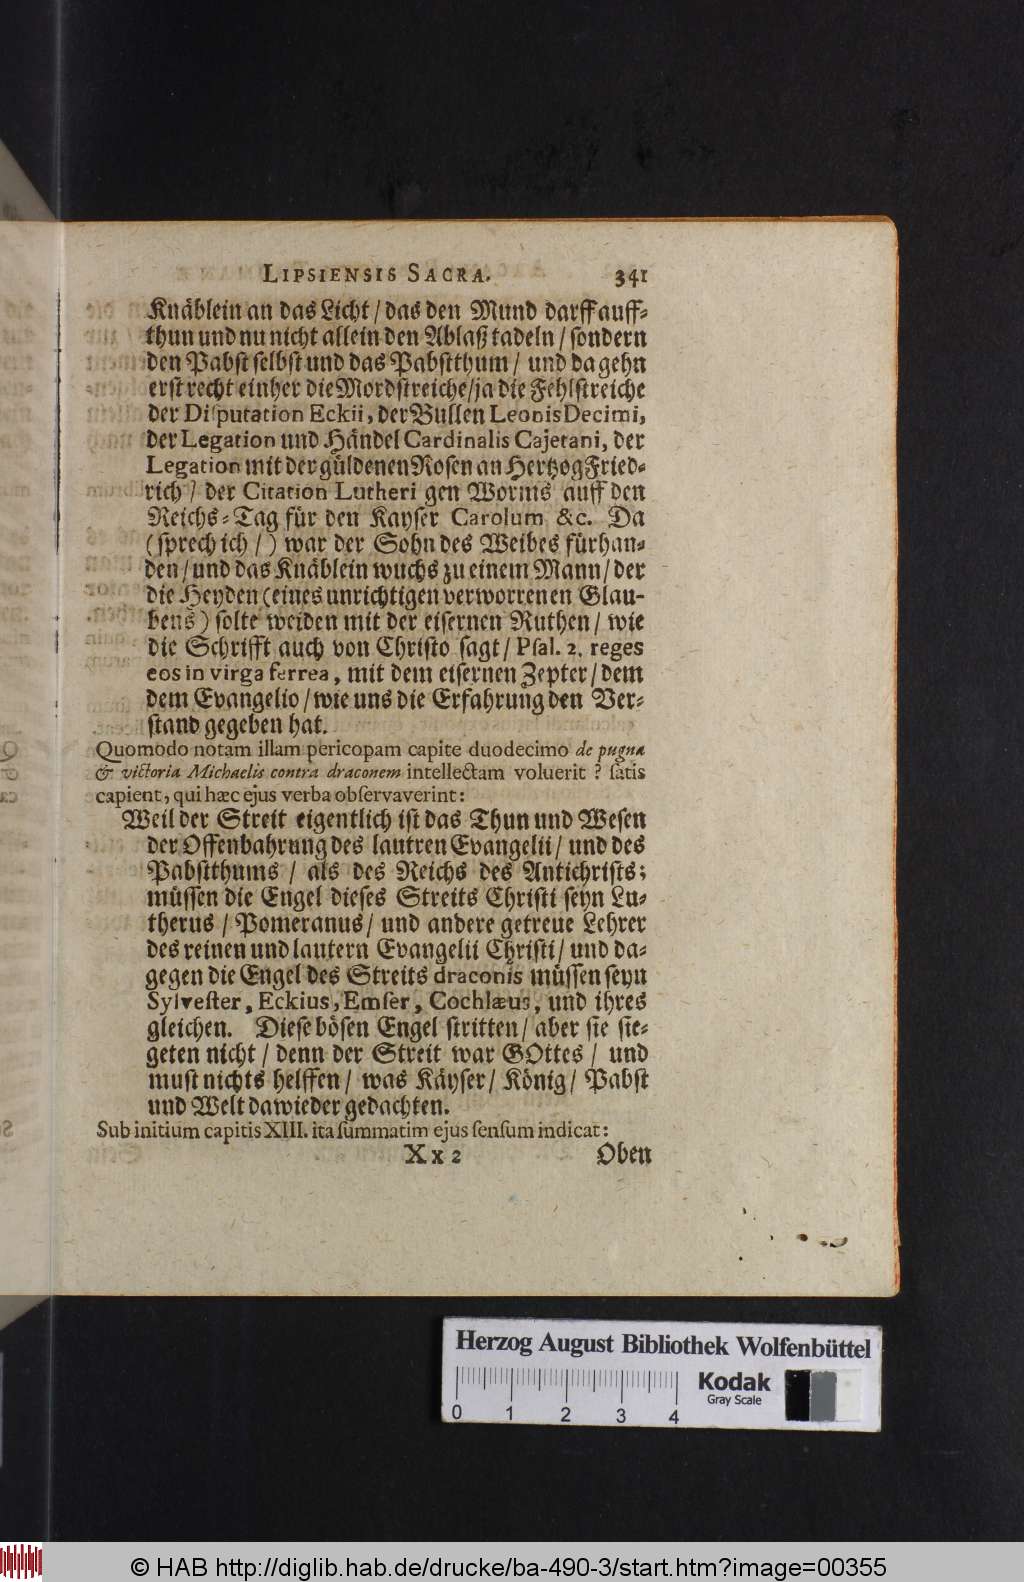 LIPSIENSIS SACRA. 341
Knäblein an das Licht / das den Mund darff auff-
thun und nu nicht allein den Ablaß tadeln / sondern
den Pabst selbst und das Pabstthum / und da gehn
erst recht einher die Mordstreiche / ja die Fehlstreiche
der Diſputation Eckii, der Bullen Leonis Decimi,
der Legation und Händel Cardinalis Cajetani, der
Legation mit der güldenen Rosen an Hertzog Fried-
rich / der Citation Lutheri gen Worms auff den
Reichs-Tag für den Kayser Carolum &c. Da
(sprech ich /) war der Sohn des Weibes fürhan-
den / und das Knäblein wuchs zu einem Mann / der
die Heyden (eines unrichtigen verworrenen Glau-
bens) solte weiden mit der eisernen Ruthen / wie
die Schrifft auch von Christo sagt / Pſal. 2. reges
eos in virga ferrea, mit dem eisernen Zepter / dem
dem Evangelio / wie uns die Erfahrung den Ver-
stand gegeben hat.
Quomodo notam illam pericopam capite duodecimo de pugna
& victoria Michaelis contra draconem intellectam voluerit ? ſatis
capient, qui hæc ejus verba obſervaverint:
Weil der Streit eigentlich ist das Thun und Wesen
der Offenbahrung des lautren Evangelii / und des
Pabstthums / als des Reichs des Antichrists;
müssen die Engel dieses Streits Christi seyn Lu-
therus / Pomeranus / und andere getreue Lehrer
des reinen und lautern Evangelii Christi / und da-
gegen die Engel des Streits draconis müssen seyn
Sylveſter, Eckius, Emſer, Cochlæus, und ihres
gleichen. Diese bösen Engel stritten / aber sie sie-
geten nicht / denn der Streit war GOttes / und
must nichts helffen / was Käyser / König / Pabst
und Welt dawieder gedachten.
Sub initium capitis XIII. ita ſummatim ejus ſenſum indicat:
X x 2 Oben
Herzog August Bibliothek Wolfenbüttel
Kodak
Gray Scale
0 1 2 3 4
© HAB http://diglib.hab.de/drucke/ba-490-3/start.htm?image=00355